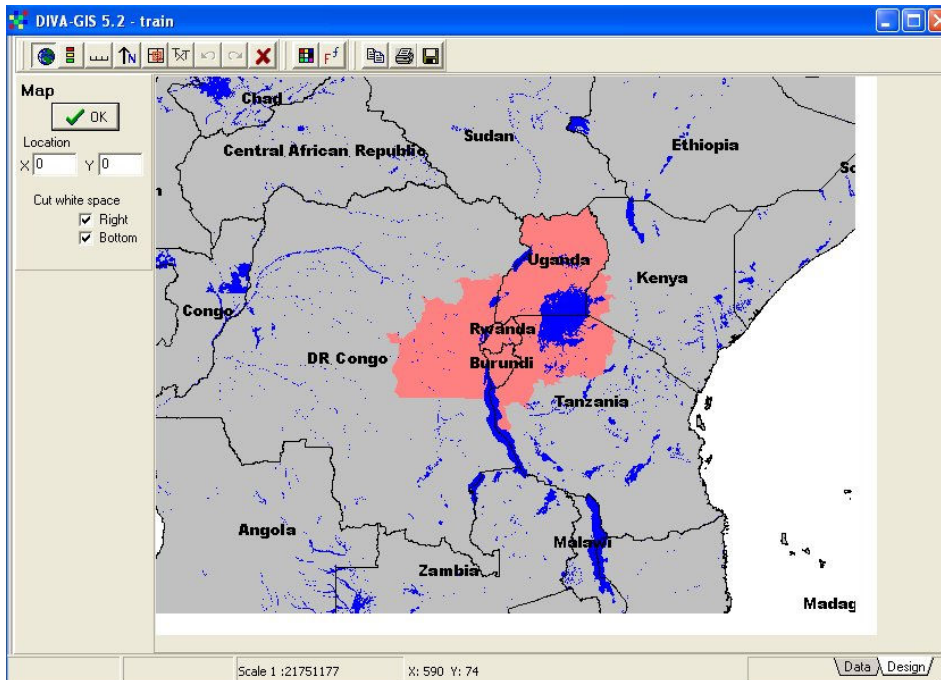 DIVA-GIS 5.2 - train
N
TxT
Map
OK
Location
X 0 Y 0
Cut white space
Right
Bottom
Chad
Sudan
Central African Republic
Ethiopia
So
Uganda
Kenya
Congo
Rwanda
DR Congo
Burundi
Tanzania
Angola
Malawi
Zambia
Madag
Scale 1 :21751177
X: 590 Y: 74
Data
Design